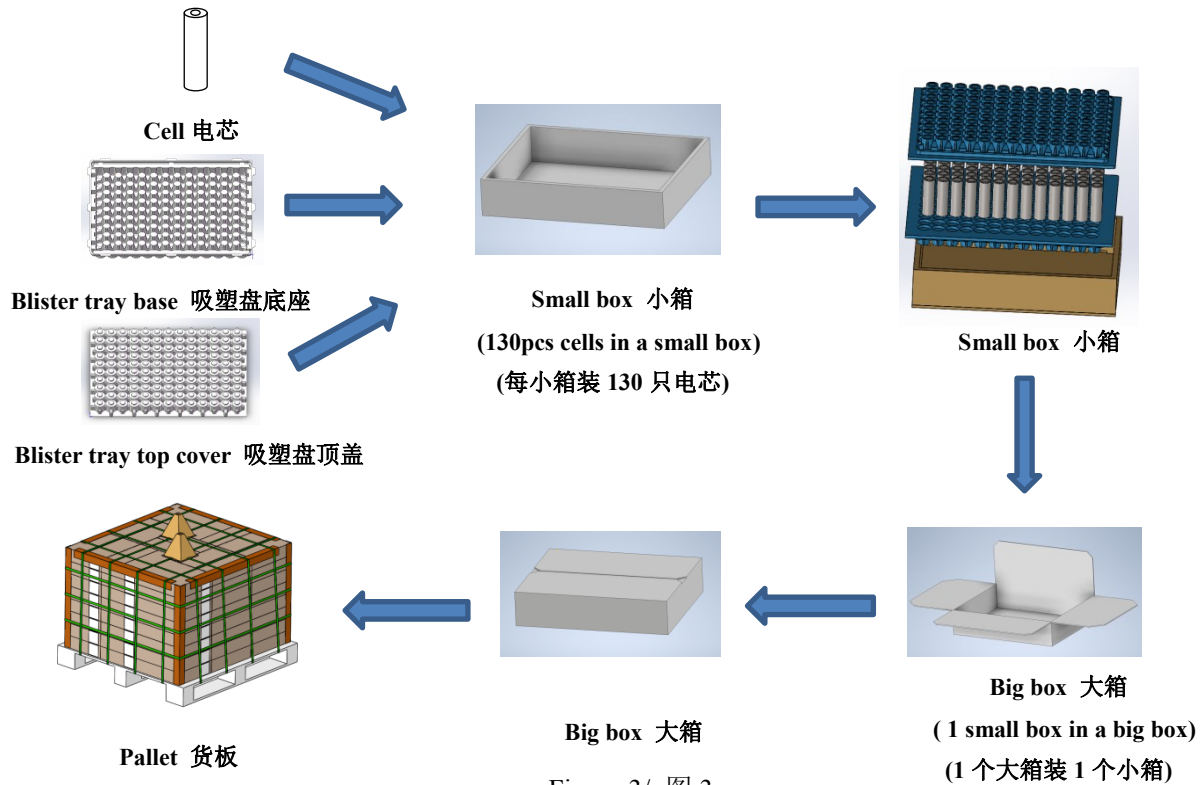 Cell 电芯
Blister tray base 吸塑盘底座
Blister tray top cover 吸塑盘顶盖
Small box 小箱
(130pcs cells in a small box)
(每小箱装 130 只电芯)
Small box 小箱
Big box 大箱
( 1 small box in a big box)
(1 个大箱装 1 个小箱)
Big box 大箱
Pallet 货板